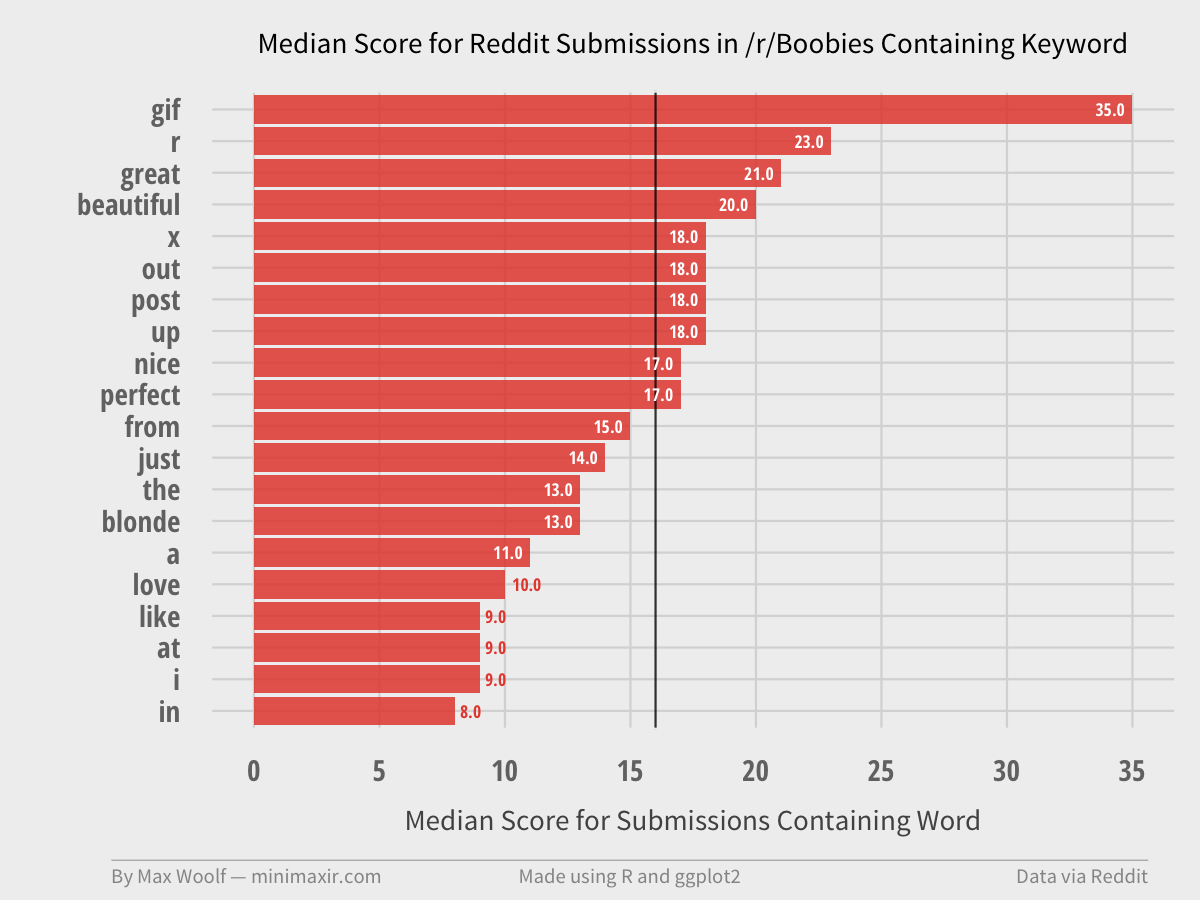 Median Score for Reddit Submissions in /r/Boobies Containing Keyword
gif 35.0
r 23.0
great 21.0
beautiful 20.0
x 18.0
out 18.0
post 18.0
up 18.0
nice 17.0
perfect 17.0
from 15.0
just 14.0
the 13.0
blonde 13.0
a 11.0
love 10.0
like 9.0
at 9.0
i 9.0
in 8.0
0 5 10 15 20 25 30 35
Median Score for Submissions Containing Word
By Max Woolf — minimaxir.com Made using R and ggplot2 Data via Reddit